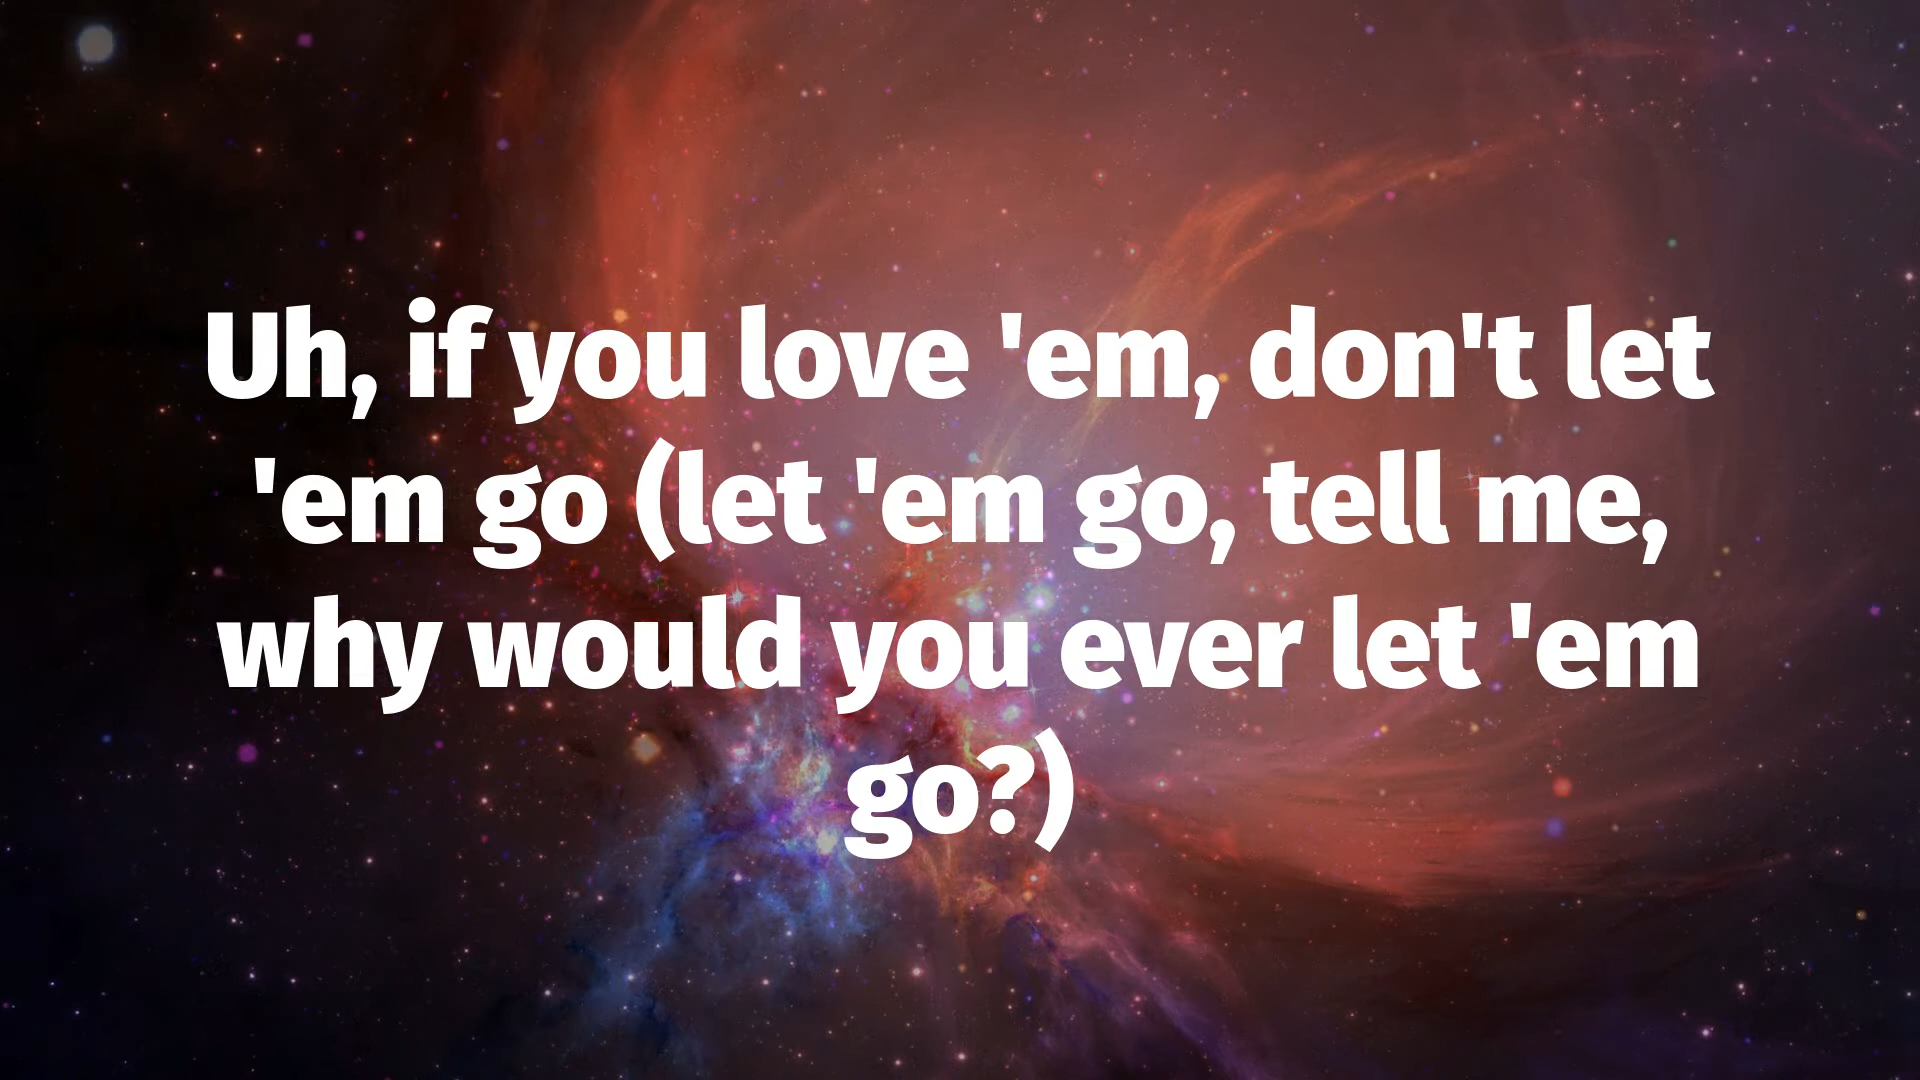 Uh, if you love 'em, don't let
'em go (let 'em go, tell me,
why would you ever let 'em
go?)